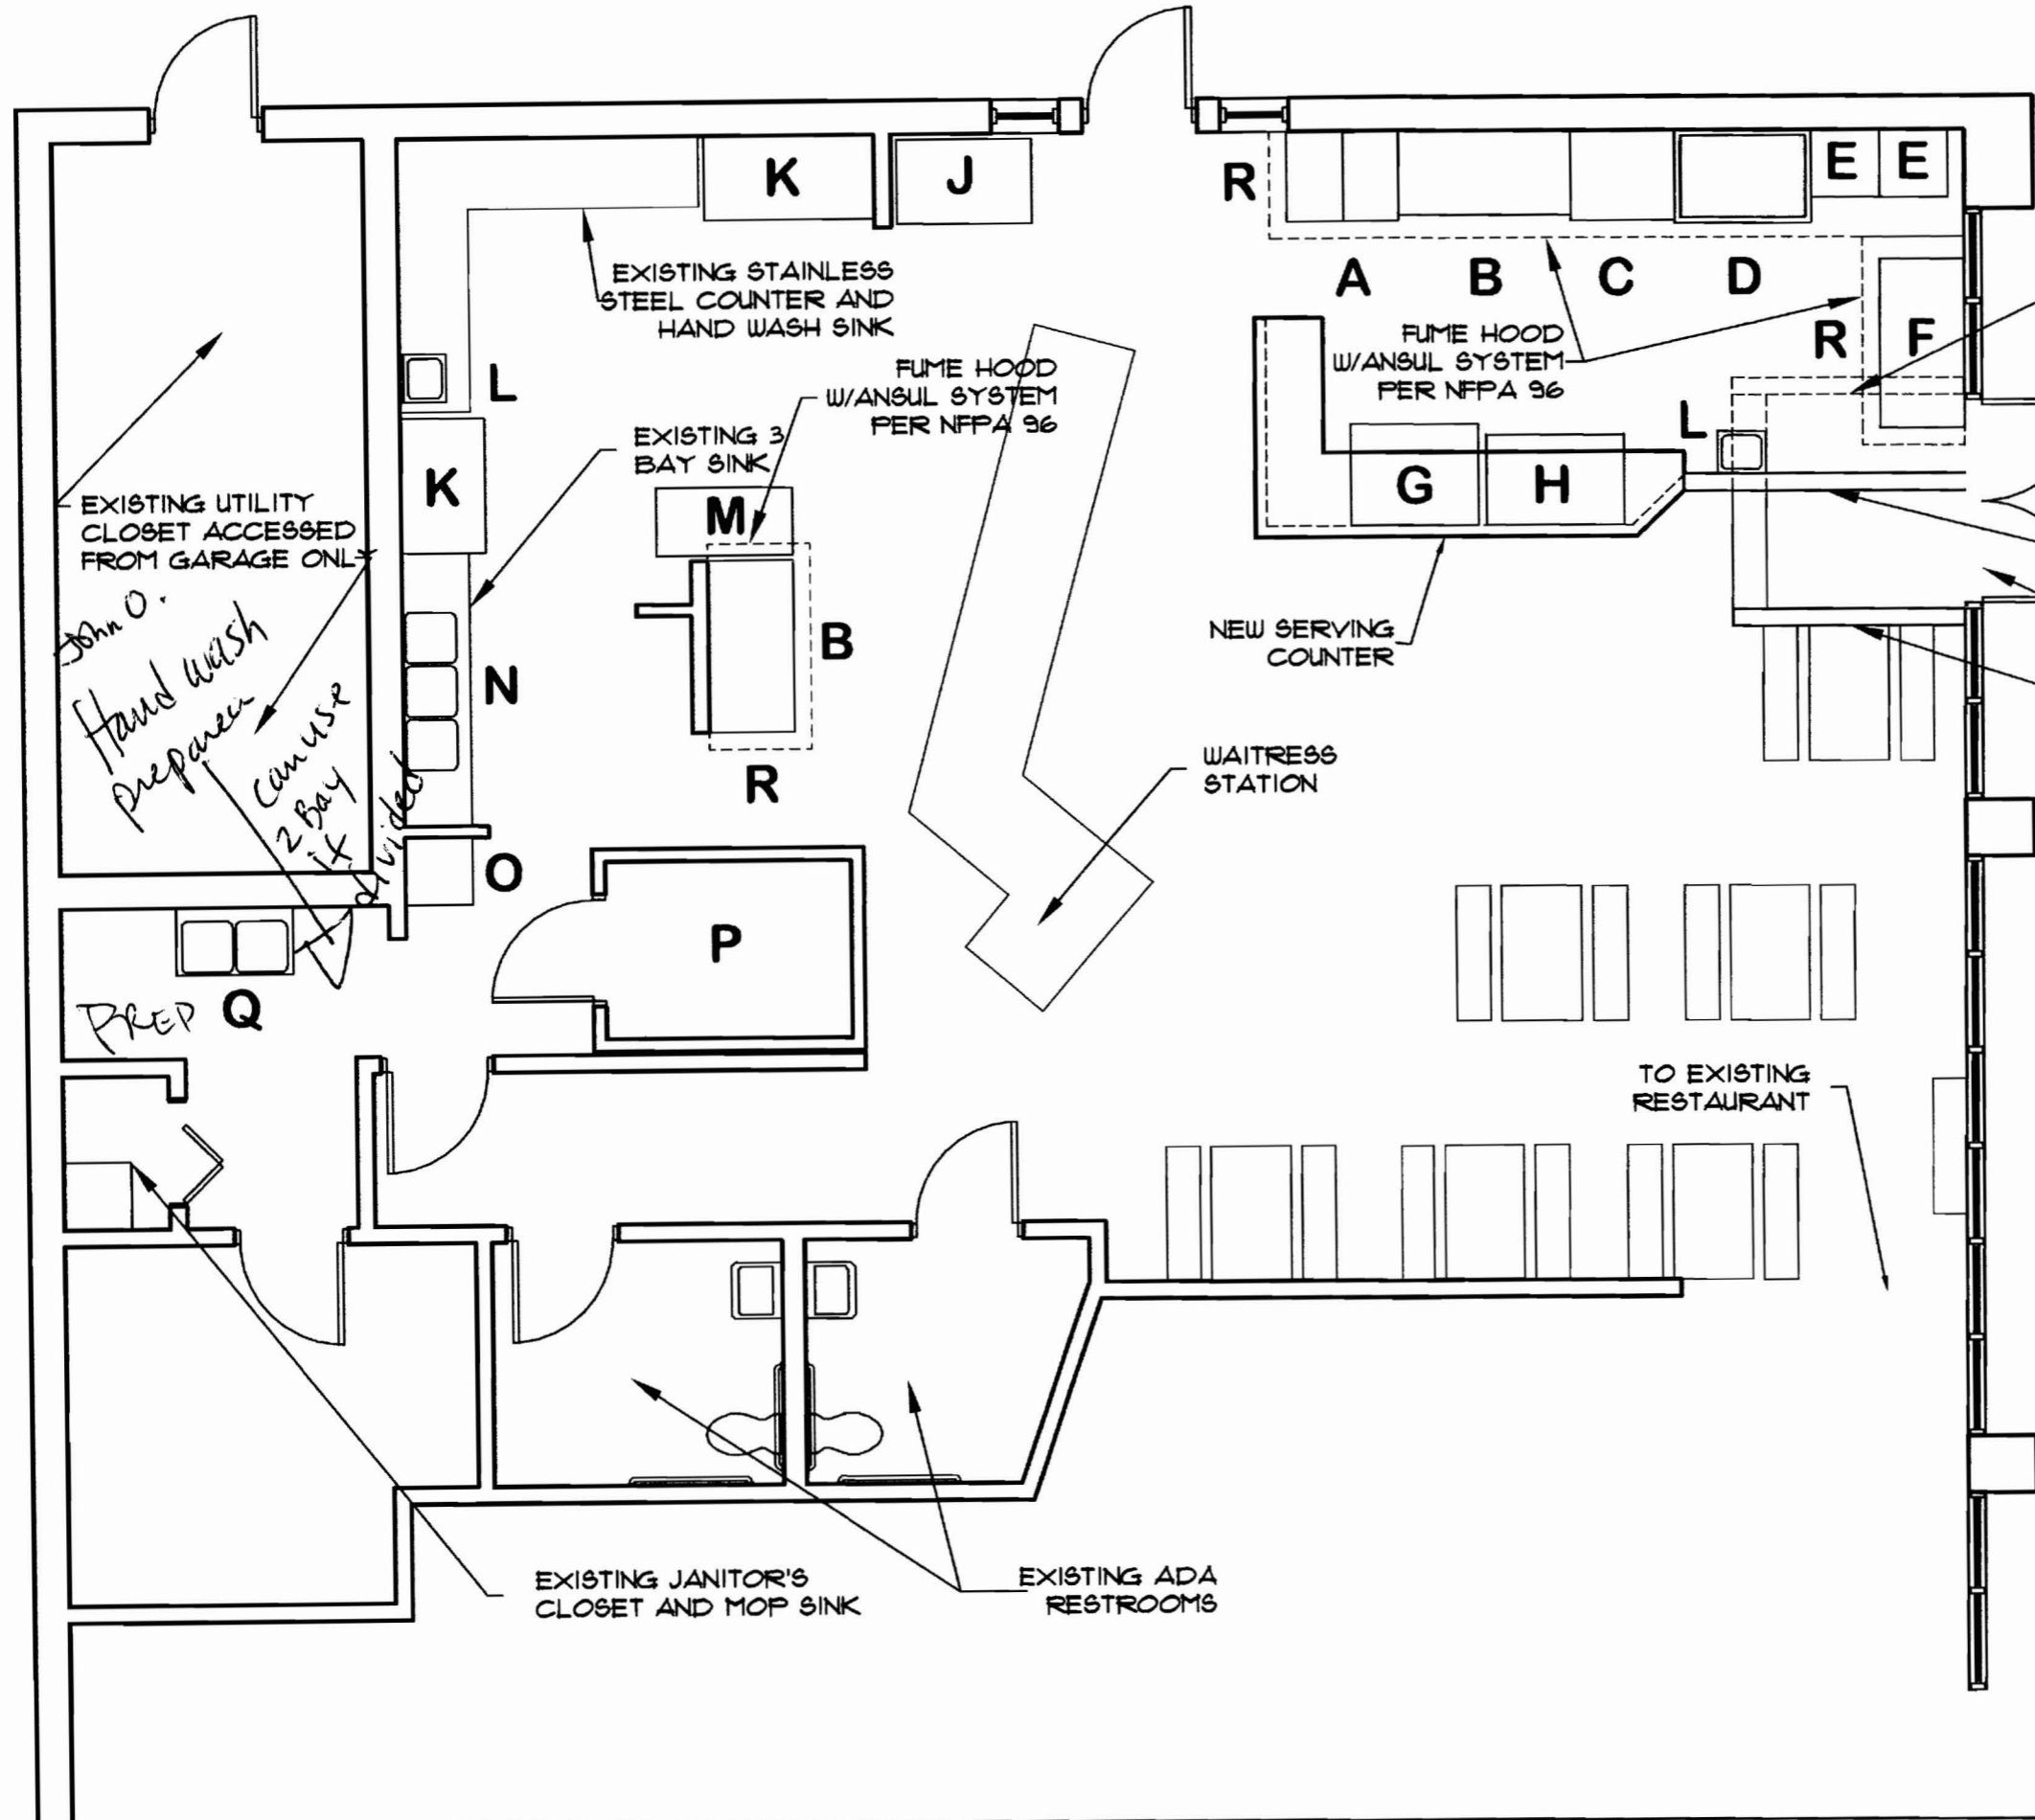 K
J
R
E
E
EXISTING STAINLESS
STEEL COUNTER AND
HAND WASH SINK
A
B
C
D
FUME HOOD
W/ANSUL SYSTEM
PER NFPA 96
R
F
L
FUME HOOD
W/ANSUL SYSTEM
PER NFPA 96
L
EXISTING 3
BAY SINK
K
M
G
H
EXISTING UTILITY
CLOSET ACCESSED
FROM GARAGE ONLY
John O.
Hand wash
can use
2 Bay
if
divided
N
B
R
NEW SERVING
COUNTER
WAITRESS
STATION
O
P
PREP
Q
TO EXISTING
RESTAURANT
EXISTING JANITOR'S
CLOSET AND MOP SINK
EXISTING ADA
RESTROOMS